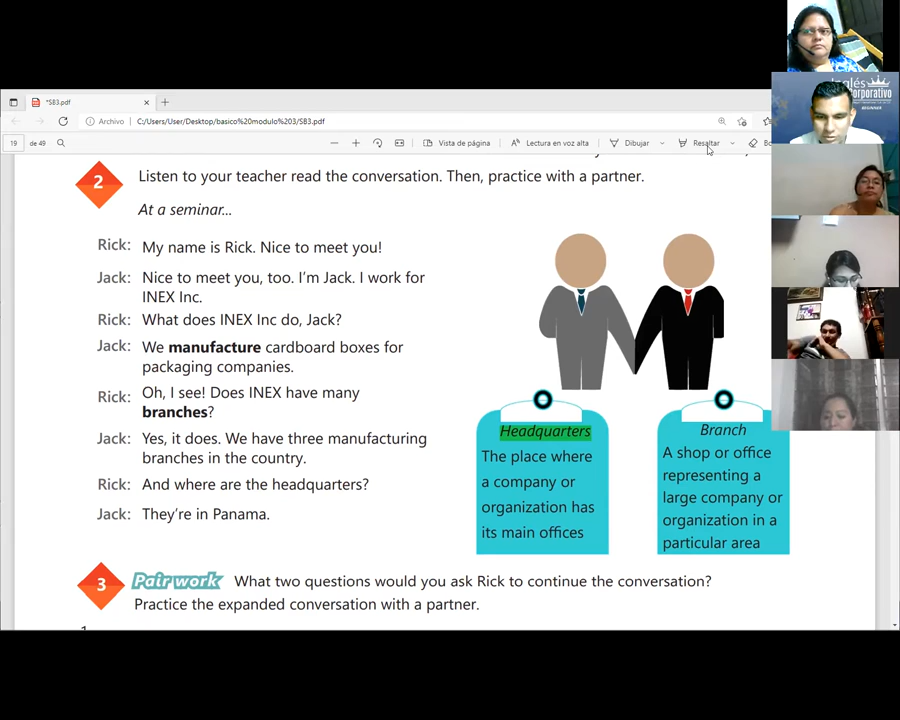 *SB3.pdf
Archivo C:/Users/User/Desktop/basico%20modulo%203/SB3.pdf
19 de 49 Vista de página Lectura en voz alta Dibujar Resaltar
2 Listen to your teacher read the conversation. Then, practice with a partner.
At a seminar...
Rick: My name is Rick. Nice to meet you!
Jack: Nice to meet you, too. I'm Jack. I work for
INEX Inc.
Rick: What does INEX Inc do, Jack?
Jack: We manufacture cardboard boxes for
packaging companies.
Rick: Oh, I see! Does INEX have many
branches?
Jack: Yes, it does. We have three manufacturing
branches in the country.
Rick: And where are the headquarters?
Jack: They're in Panama.
Headquarters
The place where
a company or
organization has
its main offices
Branch
A shop or office
representing a
large company or
organization in a
particular area
3 Pair work What two questions would you ask Rick to continue the conversation?
Practice the expanded conversation with a partner.
BEGINNER